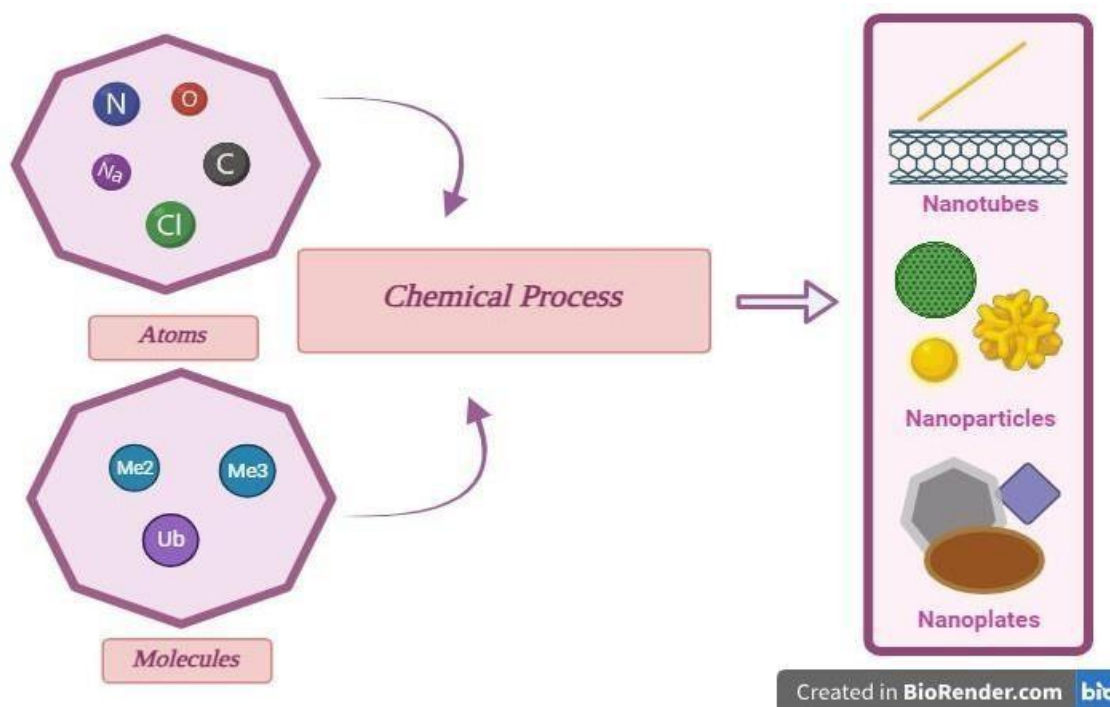 N
O
Na
C
Cl
Atoms
Me2
Me3
Ub
Molecules
Chemical Process
Nanotubes
Nanoparticles
Nanoplates
Created in BioRender.com